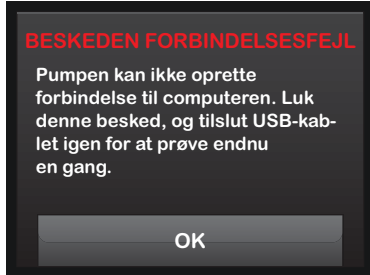 BESKEDEN FORBINDELSESFEJL
Pumpen kan ikke oprette
forbindelse til computeren. Luk
denne besked, og tilslut USB-kab-
let igen for at prøve endnu
en gang.
OK